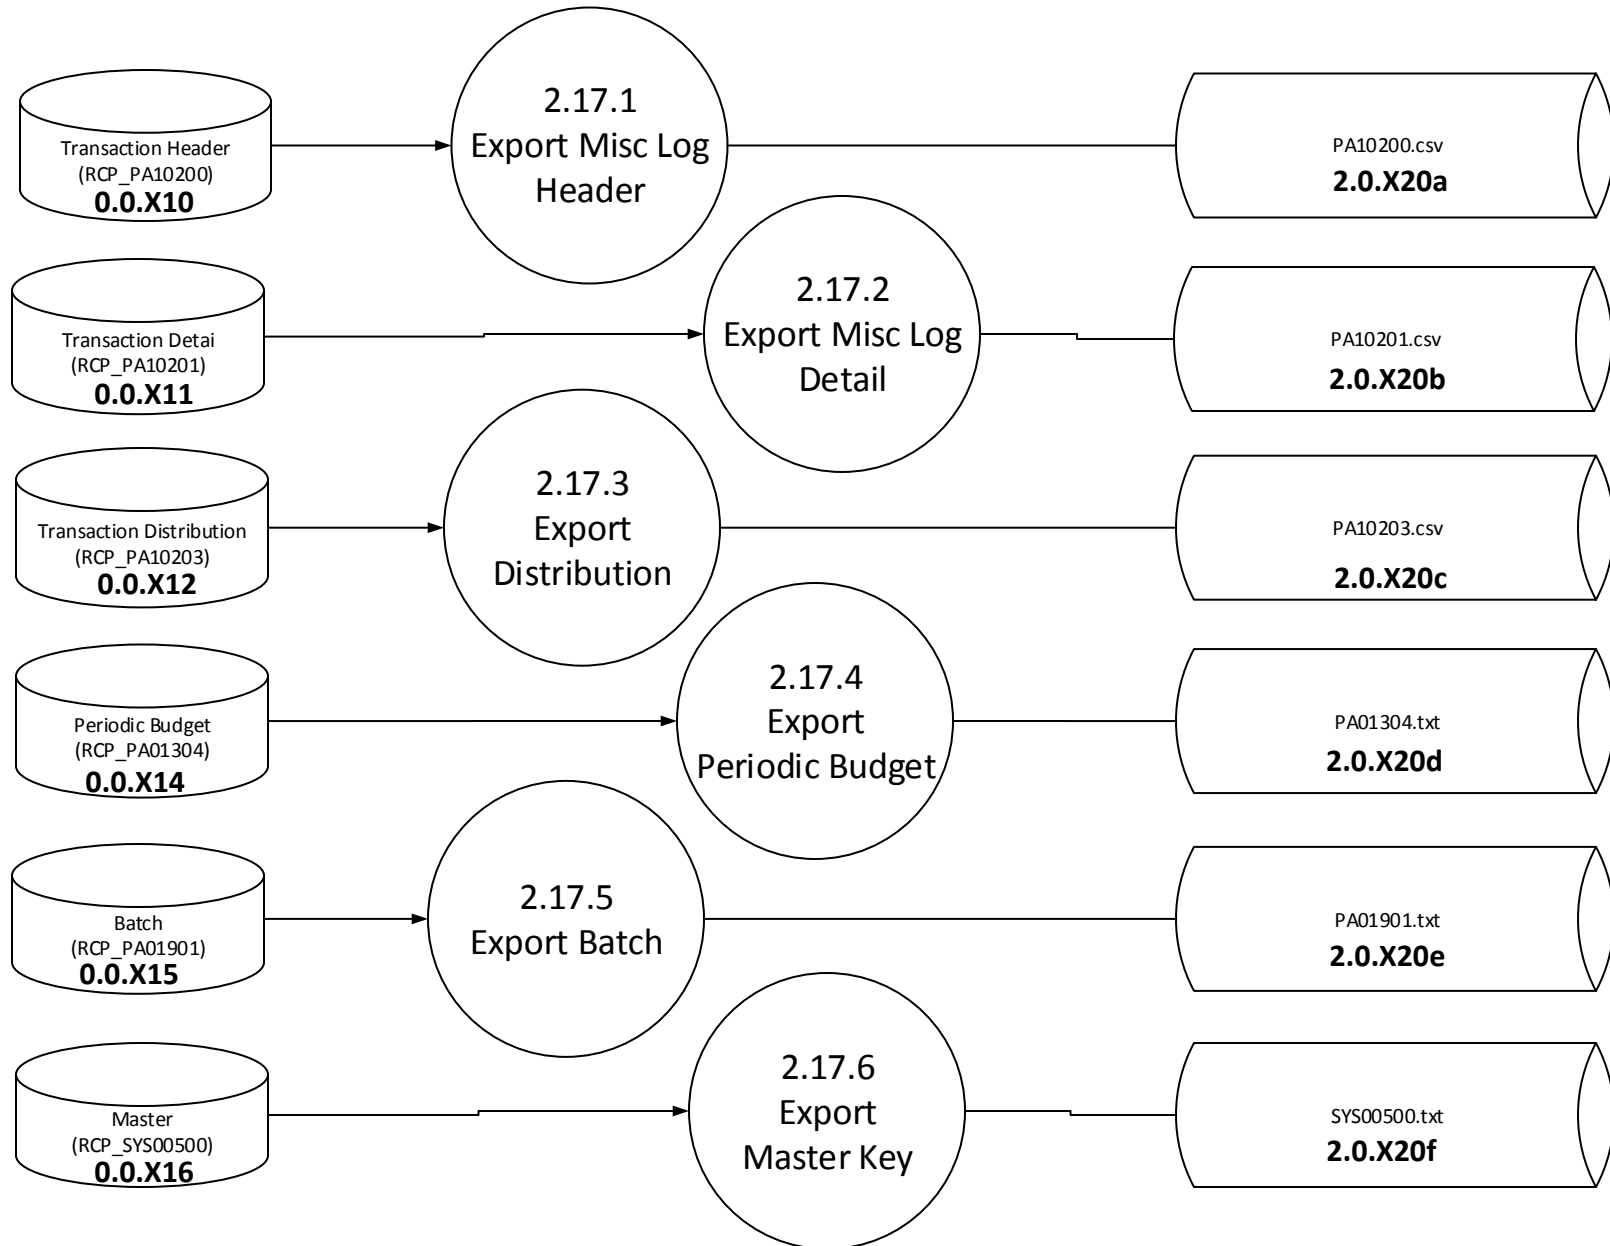 Transaction Header
(RCP_PA10200)
0.0.X10
2.17.1
Export Misc Log
Header
PA10200.csv
2.0.X20a
Transaction Detai
(RCP_PA10201)
0.0.X11
2.17.2
Export Misc Log
Detail
PA10201.csv
2.0.X20b
Transaction Distribution
(RCP_PA10203)
0.0.X12
2.17.3
Export
Distribution
PA10203.csv
2.0.X20c
Periodic Budget
(RCP_PA01304)
0.0.X14
2.17.4
Export
Periodic Budget
PA01304.txt
2.0.X20d
Batch
(RCP_PA01901)
0.0.X15
2.17.5
Export Batch
PA01901.txt
2.0.X20e
Master
(RCP_SYS00500)
0.0.X16
2.17.6
Export
Master Key
SYS00500.txt
2.0.X20f